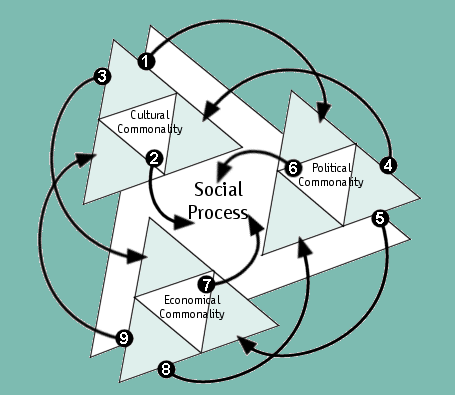 1
3
Cultural
Commonality
2
6
Political
Commonality
4
Social
Process
5
7
Economical
Commonality
9
8